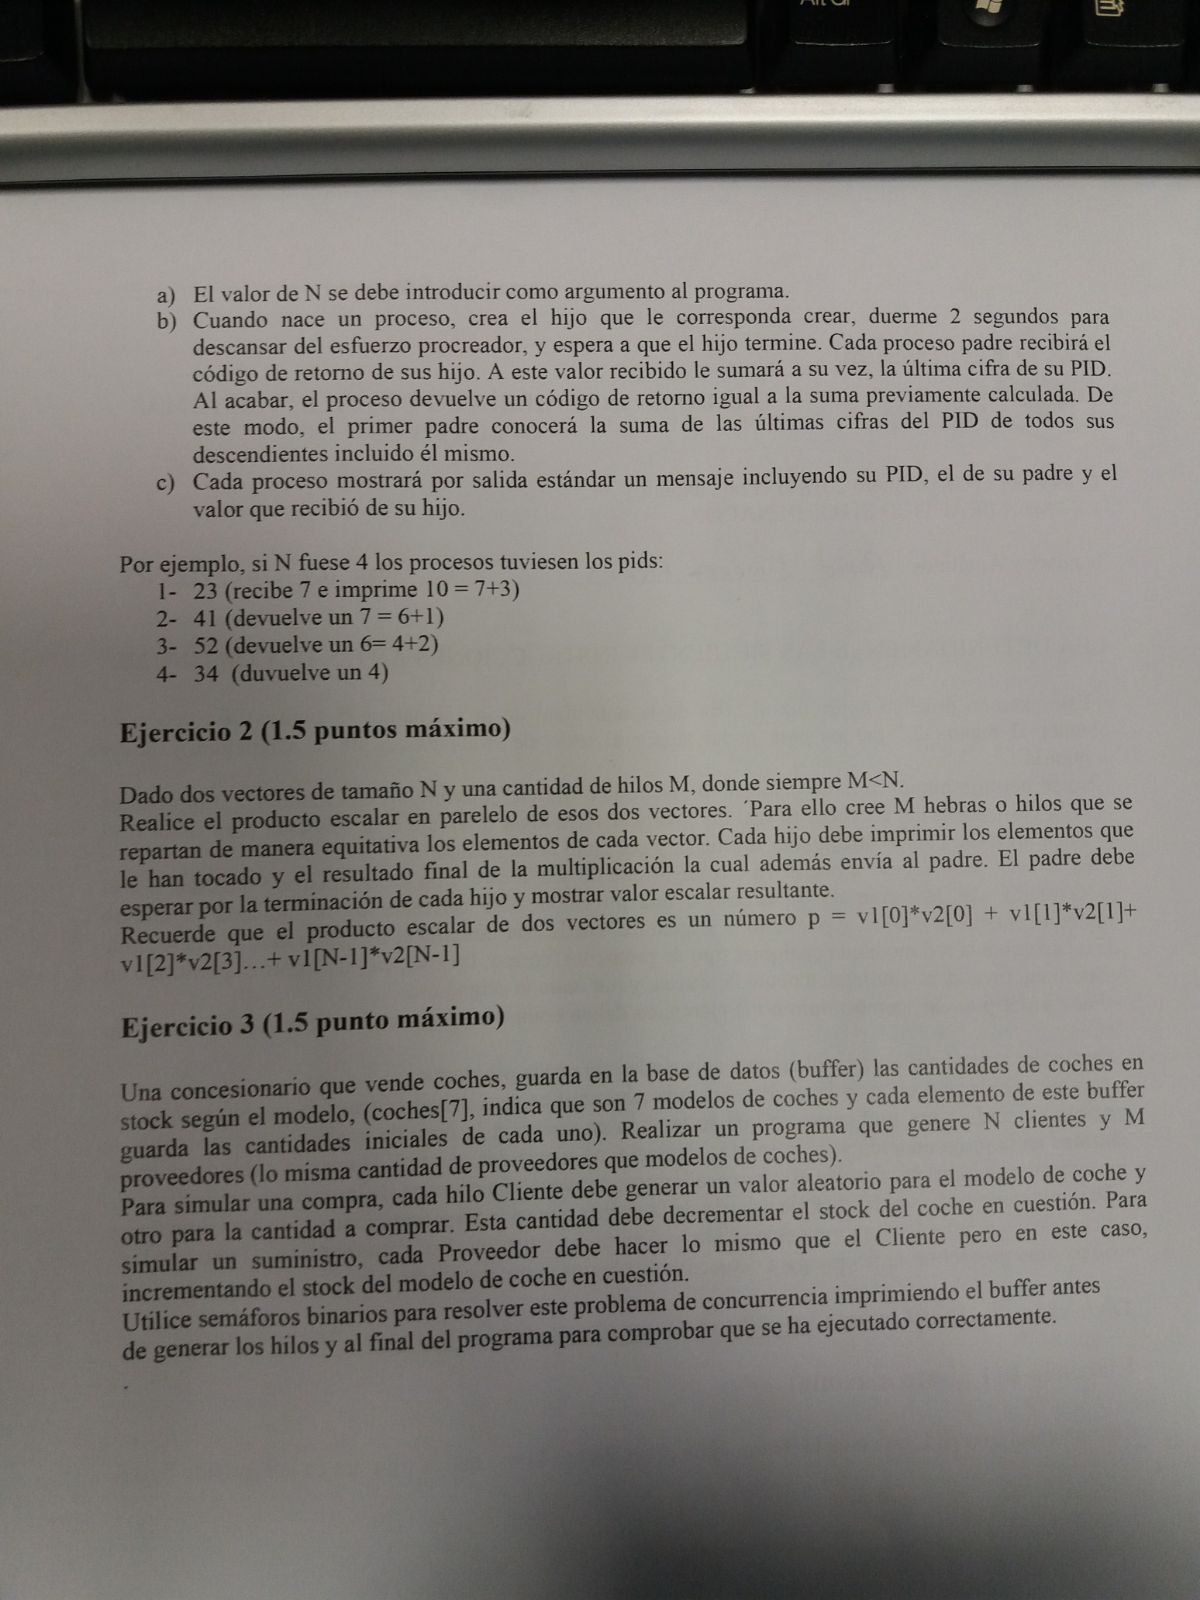 a) El valor de N se debe introducir como argumento al programa.
b) Cuando nace un proceso, crea el hijo que le corresponda crear, duerme 2 segundos para
descansar del esfuerzo procreador, y espera a que el hijo termine. Cada proceso padre recibirá el
código de retorno de sus hijo. A este valor recibido le sumará a su vez, la última cifra de su PID.
Al acabar, el proceso devuelve un código de retorno igual a la suma previamente calculada. De
este modo, el primer padre conocerá la suma de las últimas cifras del PID de todos sus
descendientes incluido él mismo.
c) Cada proceso mostrará por salida estándar un mensaje incluyendo su PID, el de su padre y el
valor que recibió de su hijo.
Por ejemplo, si N fuese 4 los procesos tuviesen los pids:
1- 23 (recibe 7 e imprime 10 = 7+3)
2- 41 (devuelve un 7 = 6+1)
3- 52 (devuelve un 6= 4+2)
4- 34 (duvuelve un 4)
Ejercicio 2 (1.5 puntos máximo)
Dado dos vectores de tamaño N y una cantidad de hilos M, donde siempre M<N.
Realice el producto escalar en parelelo de esos dos vectores. ´Para ello cree M hebras o hilos que se
repartan de manera equitativa los elementos de cada vector. Cada hijo debe imprimir los elementos que
le han tocado y el resultado final de la multiplicación la cual además envía al padre. El padre debe
esperar por la terminación de cada hijo y mostrar valor escalar resultante.
Recuerde que el producto escalar de dos vectores es un número p = v1[0]*v2[0] + v1[1]*v2[1]+
v1[2]*v2[3]...+ v1[N-1]*v2[N-1]
Ejercicio 3 (1.5 punto máximo)
Una concesionario que vende coches, guarda en la base de datos (buffer) las cantidades de coches en
stock según el modelo, (coches[7], indica que son 7 modelos de coches y cada elemento de este buffer
guarda las cantidades iniciales de cada uno). Realizar un programa que genere N clientes y M
proveedores (lo misma cantidad de proveedores que modelos de coches).
Para simular una compra, cada hilo Cliente debe generar un valor aleatorio para el modelo de coche y
otro para la cantidad a comprar. Esta cantidad debe decrementar el stock del coche en cuestión. Para
simular un suministro, cada Proveedor debe hacer lo mismo que el Cliente pero en este caso,
incrementando el stock del modelo de coche en cuestión.
Utilice semáforos binarios para resolver este problema de concurrencia imprimiendo el buffer antes
de generar los hilos y al final del programa para comprobar que se ha ejecutado correctamente.